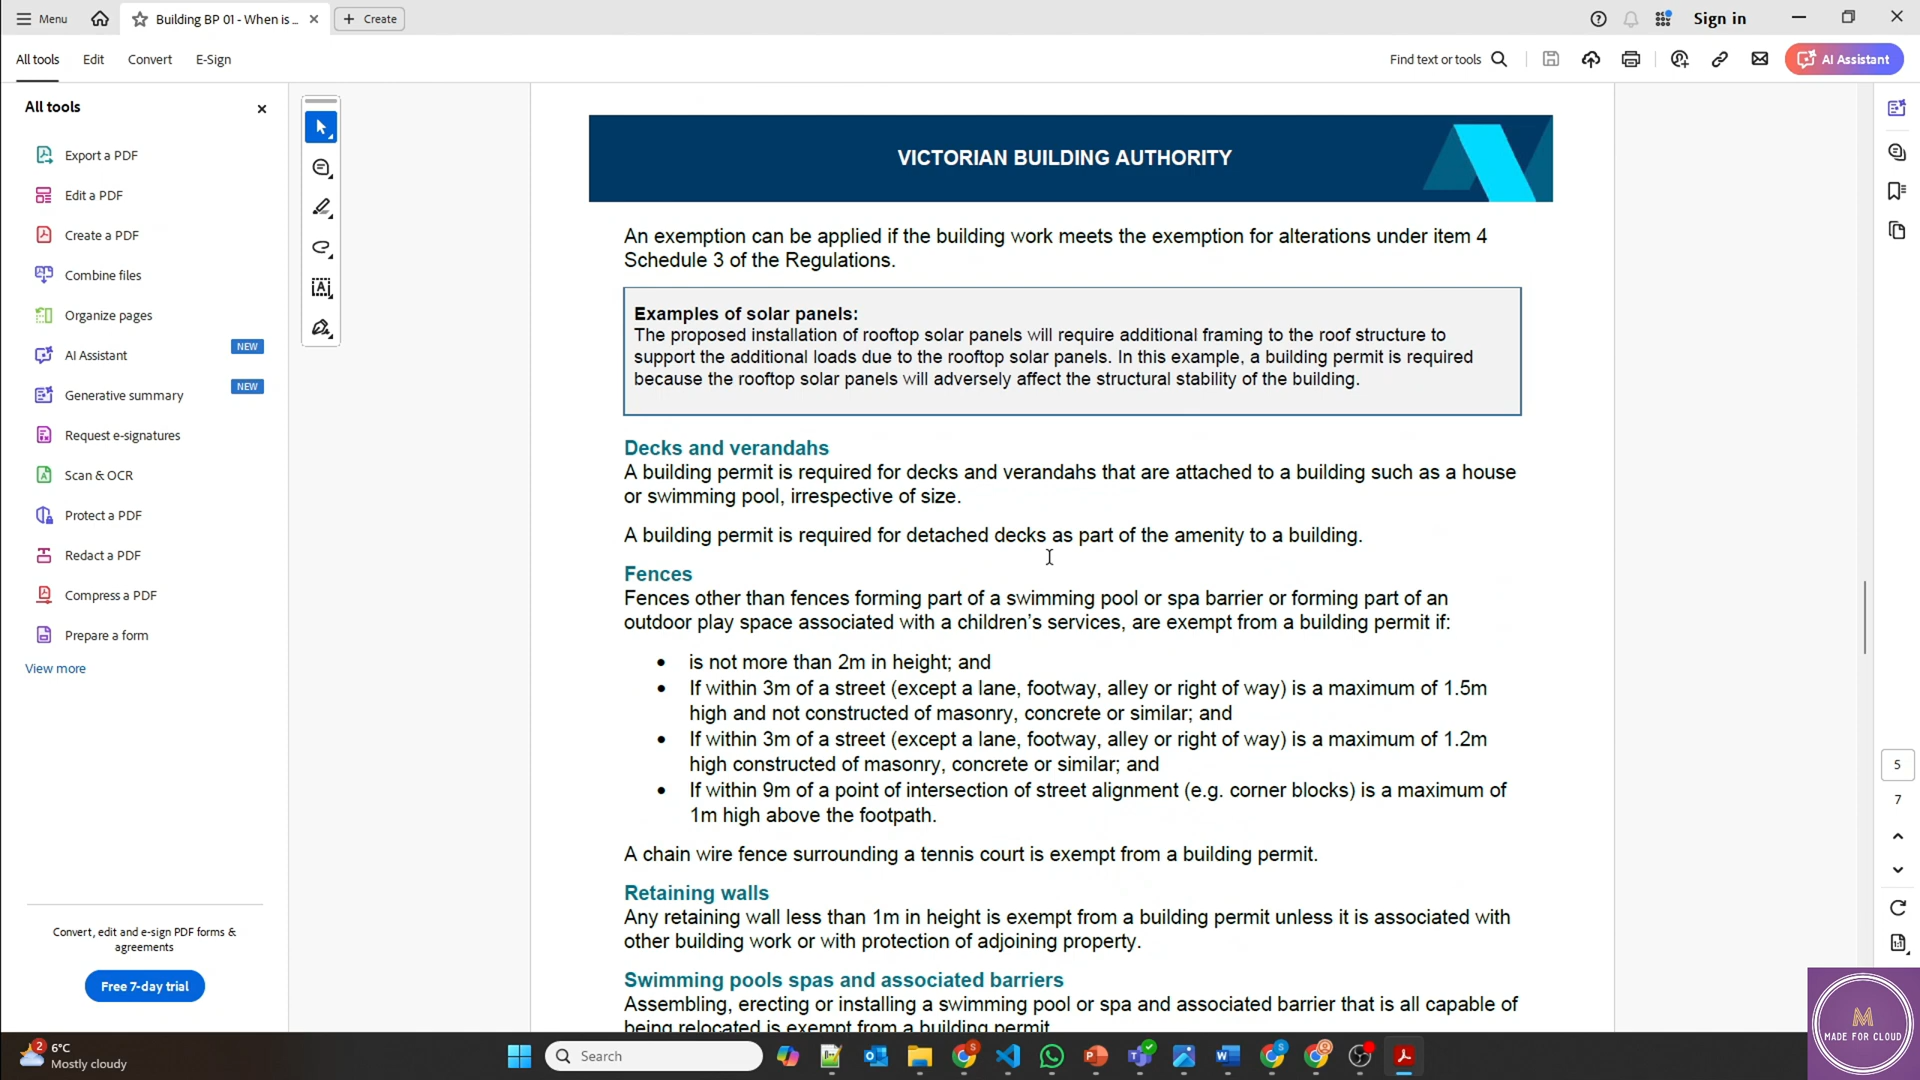 Menu
Building BP 01 - When is ...
Create
Sign in
All tools
Edit
Convert
E-Sign
Find text or tools
AI Assistant
All tools
Export a PDF
Edit a PDF
Create a PDF
Combine files
Organize pages
AI Assistant
NEW
Generative summary
NEW
Request e-signatures
Scan & OCR
Protect a PDF
Redact a PDF
Compress a PDF
Prepare a form
View more
Convert, edit and e-sign PDF forms &
agreements
Free 7-day trial
VICTORIAN BUILDING AUTHORITY
An exemption can be applied if the building work meets the exemption for alterations under item 4
Schedule 3 of the Regulations.
Examples of solar panels:
The proposed installation of rooftop solar panels will require additional framing to the roof structure to
support the additional loads due to the rooftop solar panels. In this example, a building permit is required
because the rooftop solar panels will adversely affect the structural stability of the building.
Decks and verandahs
A building permit is required for decks and verandahs that are attached to a building such as a house
or swimming pool, irrespective of size.
A building permit is required for detached decks as part of the amenity to a building.
Fences
Fences other than fences forming part of a swimming pool or spa barrier or forming part of an
outdoor play space associated with a children's services, are exempt from a building permit if:
• is not more than 2m in height; and
• If within 3m of a street (except a lane, footway, alley or right of way) is a maximum of 1.5m
high and not constructed of masonry, concrete or similar; and
• If within 3m of a street (except a lane, footway, alley or right of way) is a maximum of 1.2m
high constructed of masonry, concrete or similar; and
• If within 9m of a point of intersection of street alignment (e.g. corner blocks) is a maximum of
1m high above the footpath.
A chain wire fence surrounding a tennis court is exempt from a building permit.
Retaining walls
Any retaining wall less than 1m in height is exempt from a building permit unless it is associated with
other building work or with protection of adjoining property.
Swimming pools spas and associated barriers
Assembling, erecting or installing a swimming pool or spa and associated barrier that is all capable of
being relocated is exempt from a building permit
5
7
M
MADE FOR CLOUD
2
6°C
Mostly cloudy
Search